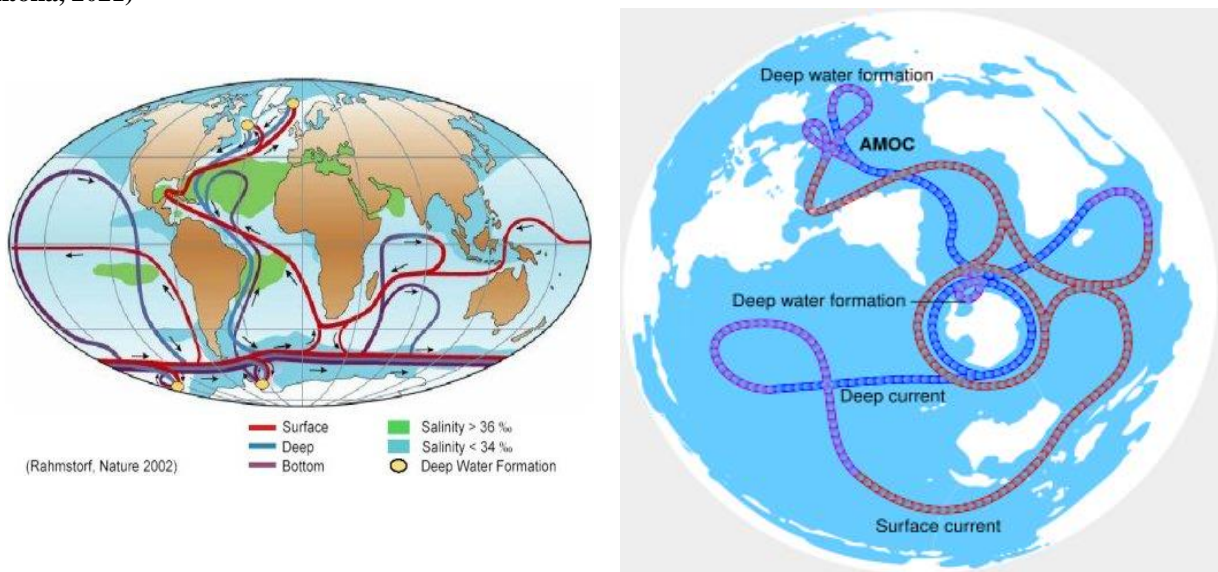 Surface
Deep
Bottom
Salinity > 36 ‰
Salinity < 34 ‰
Deep Water Formation
(Rahmstorf, Nature 2002)
Deep water formation
AMOC
Deep water formation
Deep current
Surface current